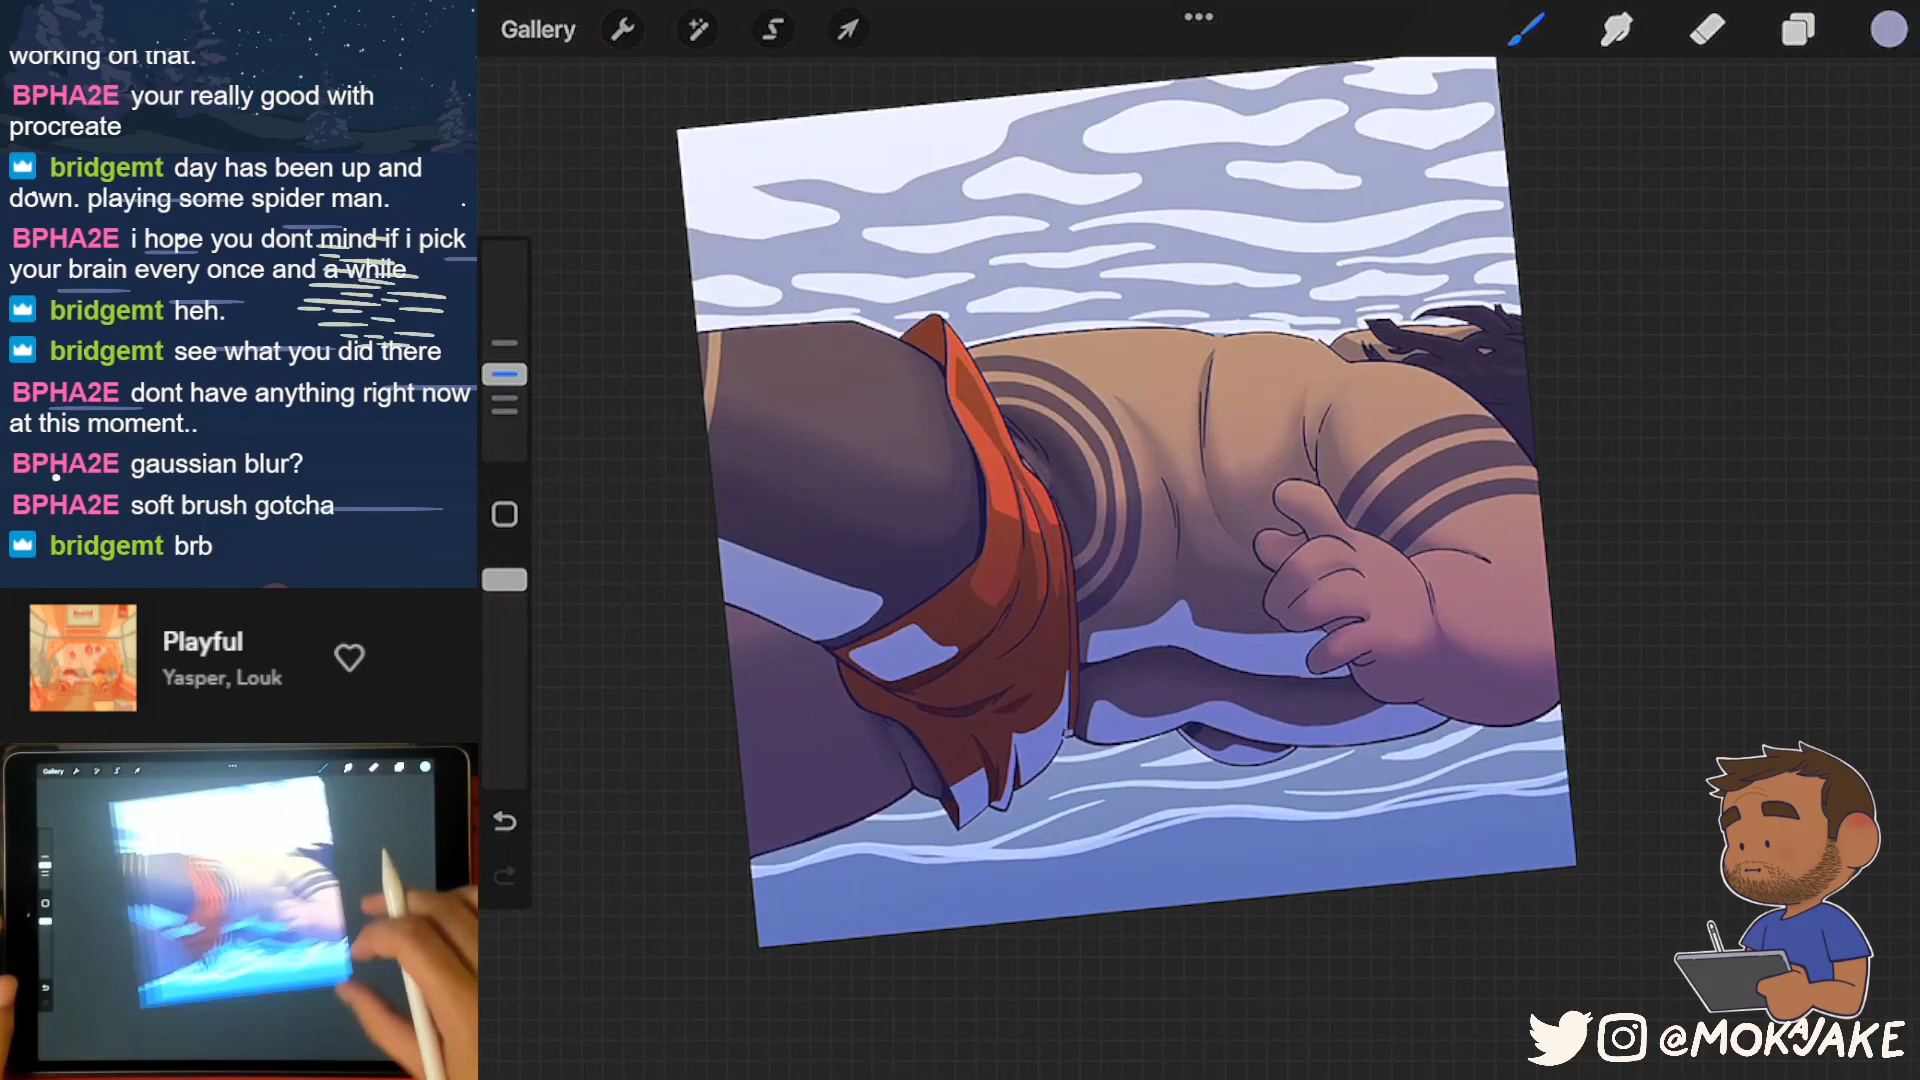 working on that.
BPHA2E your really good with
procreate
bridgemt day has been up and
down. playing some spider man.
BPHA2E i hope you dont mind if i pick
your brain every once and a while
bridgemt heh.
bridgemt see what you did there
BPHA2E dont have anything right now
at this moment..
BPHA2E gaussian blur?
BPHA2E soft brush gotcha
bridgemt brb
Playful
Yasper, Louk
Gallery
Gallery
@MOKAJAKE